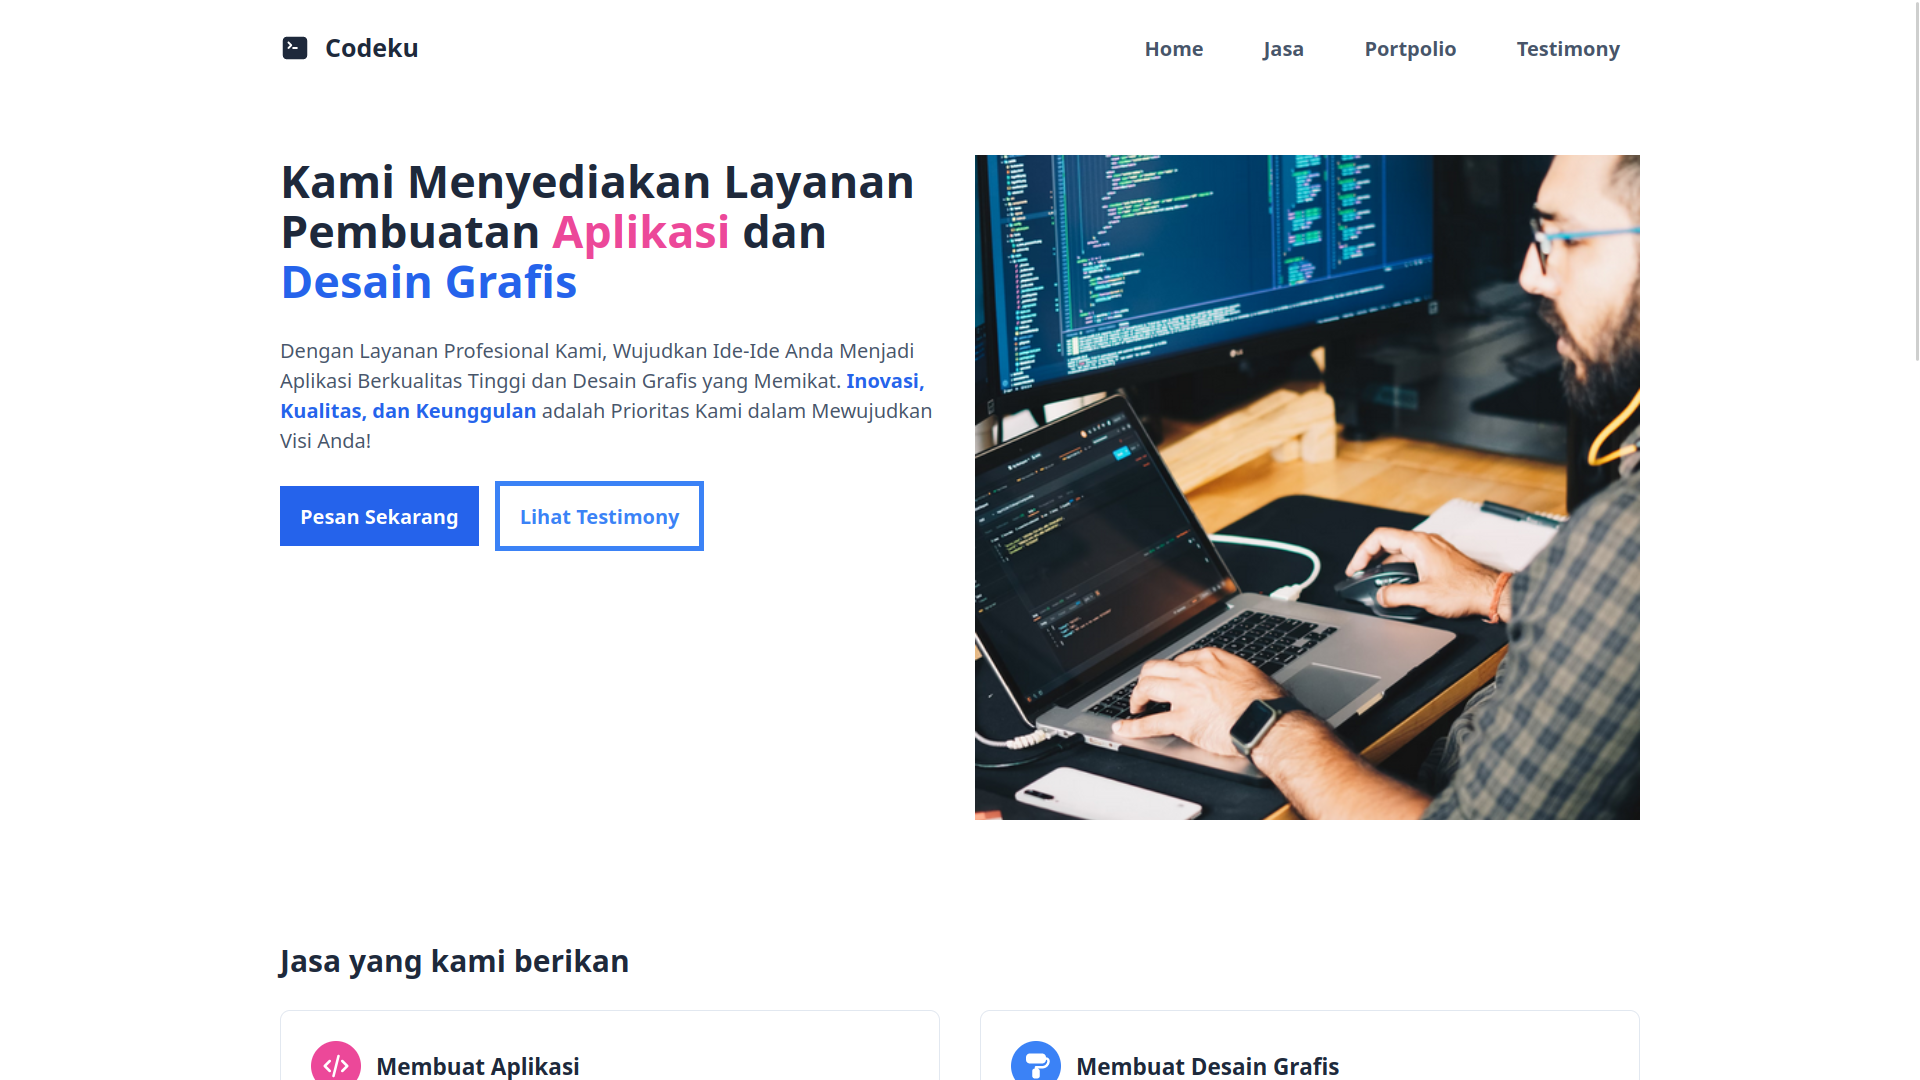 Codeku
Home
Jasa
Portpolio
Testimony
Kami Menyediakan Layanan
Pembuatan Aplikasi dan
Desain Grafis
Dengan Layanan Profesional Kami, Wujudkan Ide-Ide Anda Menjadi
Aplikasi Berkualitas Tinggi dan Desain Grafis yang Memikat. Inovasi,
Kualitas, dan Keunggulan adalah Prioritas Kami dalam Mewujudkan
Visi Anda!
Pesan Sekarang
Lihat Testimony
Jasa yang kami berikan
Membuat Aplikasi
Membuat Desain Grafis